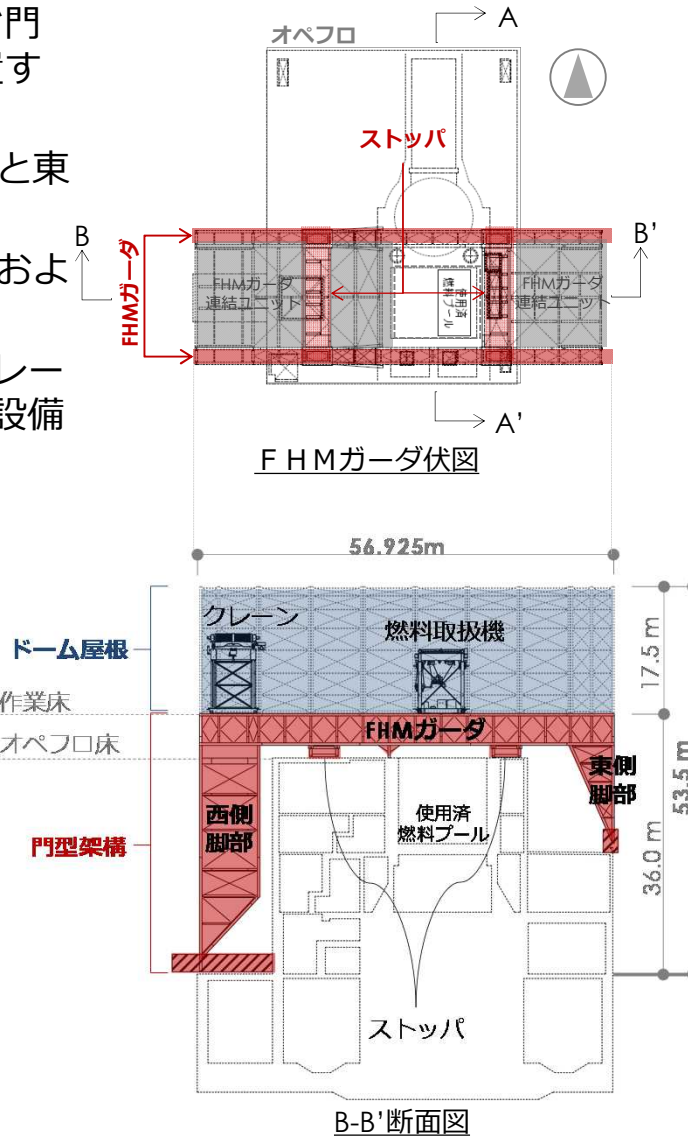 門
す
と東
およ
レー
設備
オペフロ
A
ストッパ
B
B'
FHMガーダ
FHMガーダ
連結ユニット
使用済
燃料プール
FHMガーダ
連結ユニット
A'
ＦＨＭガーダ伏図
56.925m
クレーン
燃料取扱機
ドーム屋根
17.5 m
作業床
FHMガーダ
オペフロ床
東側
脚部
53.5 m
西側
脚部
使用済
燃料プール
門型架構
36.0 m
ストッパ
B-B'断面図